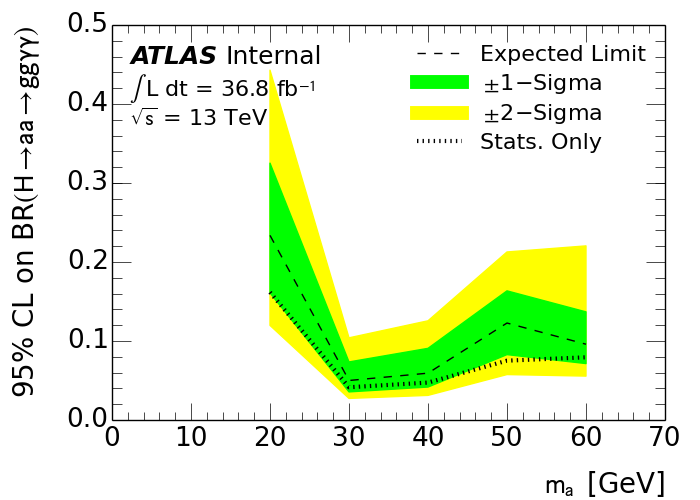 95% CL on BR(H→aa→ggγγ)
0.5
0.4
0.3
0.2
0.1
0.0
ATLAS Internal
∫L dt = 36.8 fb⁻¹
√s = 13 TeV
Expected Limit
±1−Sigma
±2−Sigma
Stats. Only
0 10 20 30 40 50 60 70
mₐ [GeV]